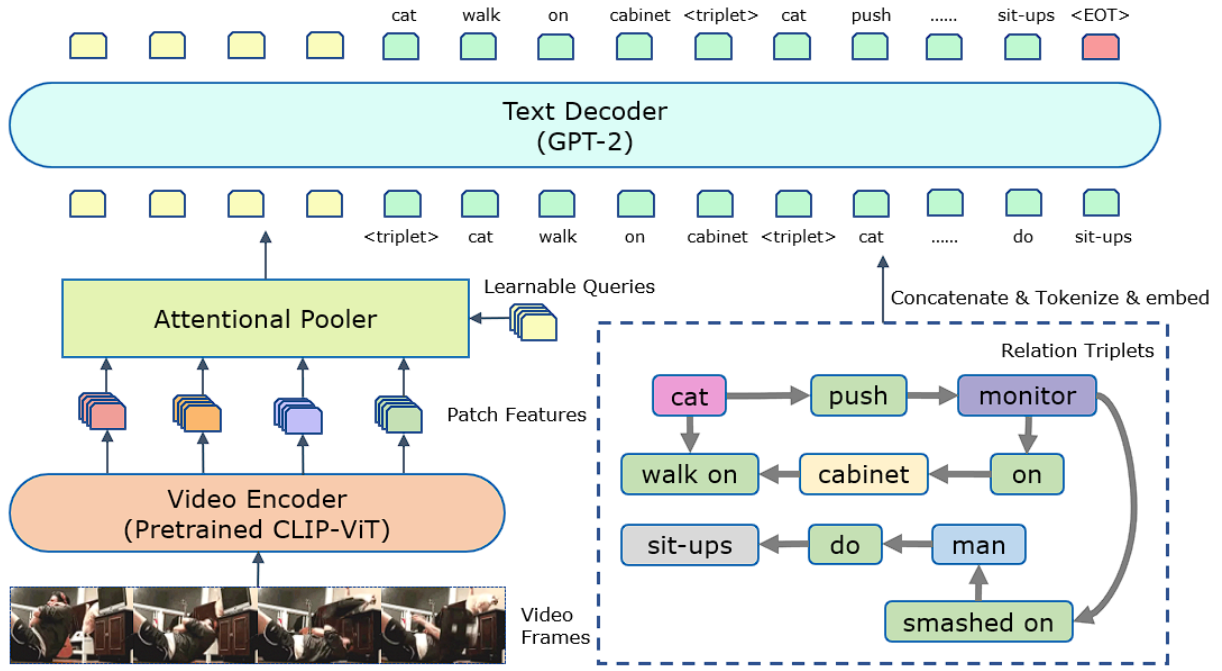 cat walk on cabinet <triplet> cat push ...... sit-ups <EOT>
Text Decoder
(GPT-2)
<triplet> cat walk on cabinet <triplet> cat ...... do sit-ups
Learnable Queries
Concatenate & Tokenize & embed
Attentional Pooler
Relation Triplets
cat push monitor
Patch Features
walk on cabinet on
Video Encoder
(Pretrained CLIP-ViT)
sit-ups do man
Video
Frames
smashed on